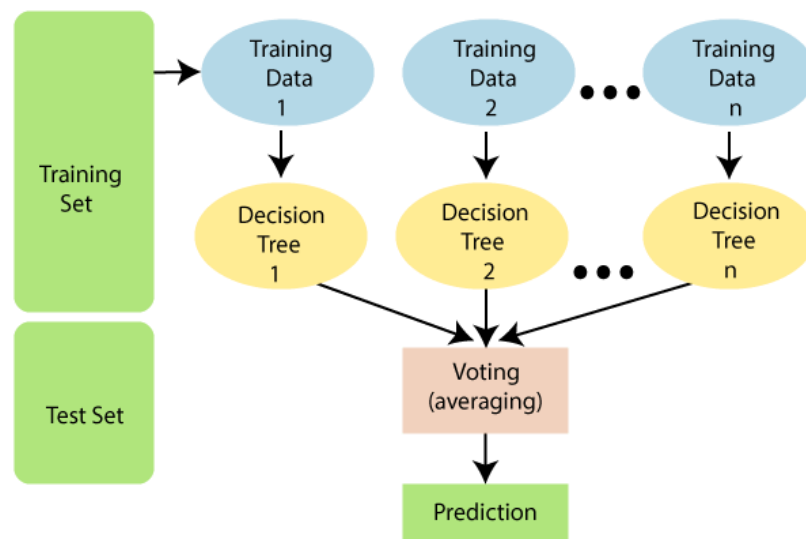 Training
Set
Training
Data
1
Training
Data
2
Training
Data
n
Decision
Tree
1
Decision
Tree
2
Decision
Tree
n
Test Set
Voting
(averaging)
Prediction